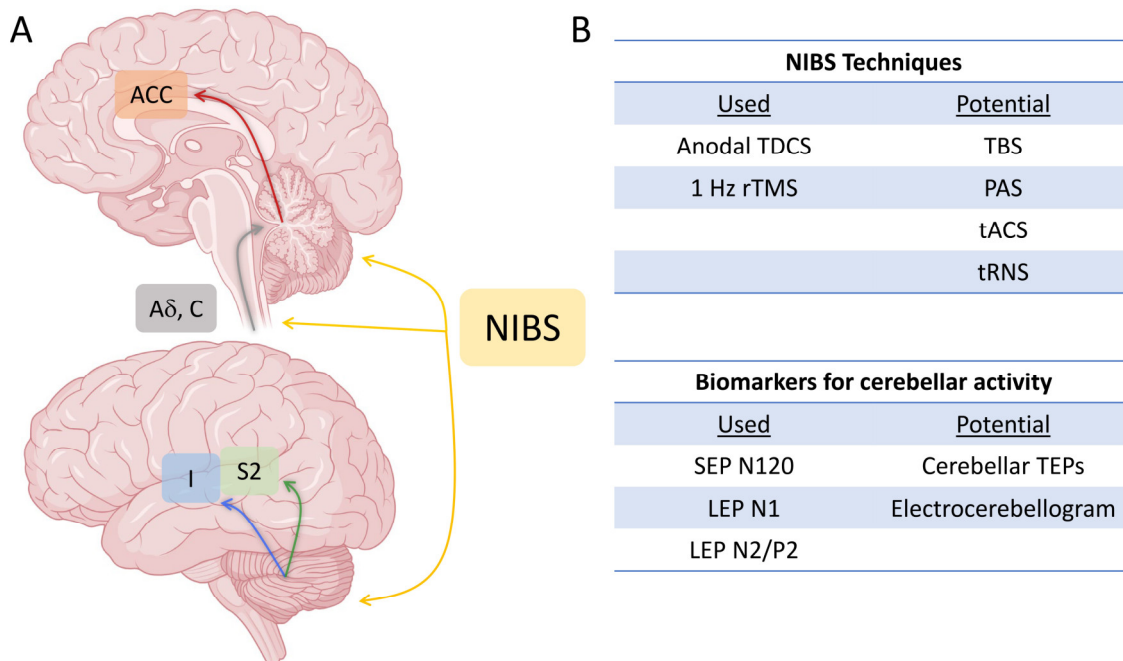 A
ACC
Aδ, C
NIBS
I
S2
B
NIBS Techniques
Used Potential
Anodal TDCS TBS
1 Hz rTMS PAS
tACS
tRNS
Biomarkers for cerebellar activity
Used Potential
SEP N120 Cerebellar TEPs
LEP N1 Electrocerebellogram
LEP N2/P2